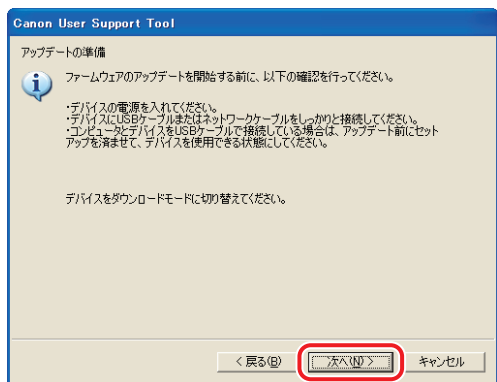 Canon User Support Tool
アップデートの準備
ファームウェアのアップデートを開始する前に、以下の確認を行ってください。
・デバイスの電源を入れてください。
・デバイスにUSBケーブルまたはネットワークケーブルをしっかりと接続してください。
・コンピュータとデバイスをUSBケーブルで接続している場合は、アップデート前にセット
アップを済ませて、デバイスを使用できる状態にしてください。
デバイスをダウンロードモードに切り替えてください。
< 戻る(B) 次へ(N) > キャンセル